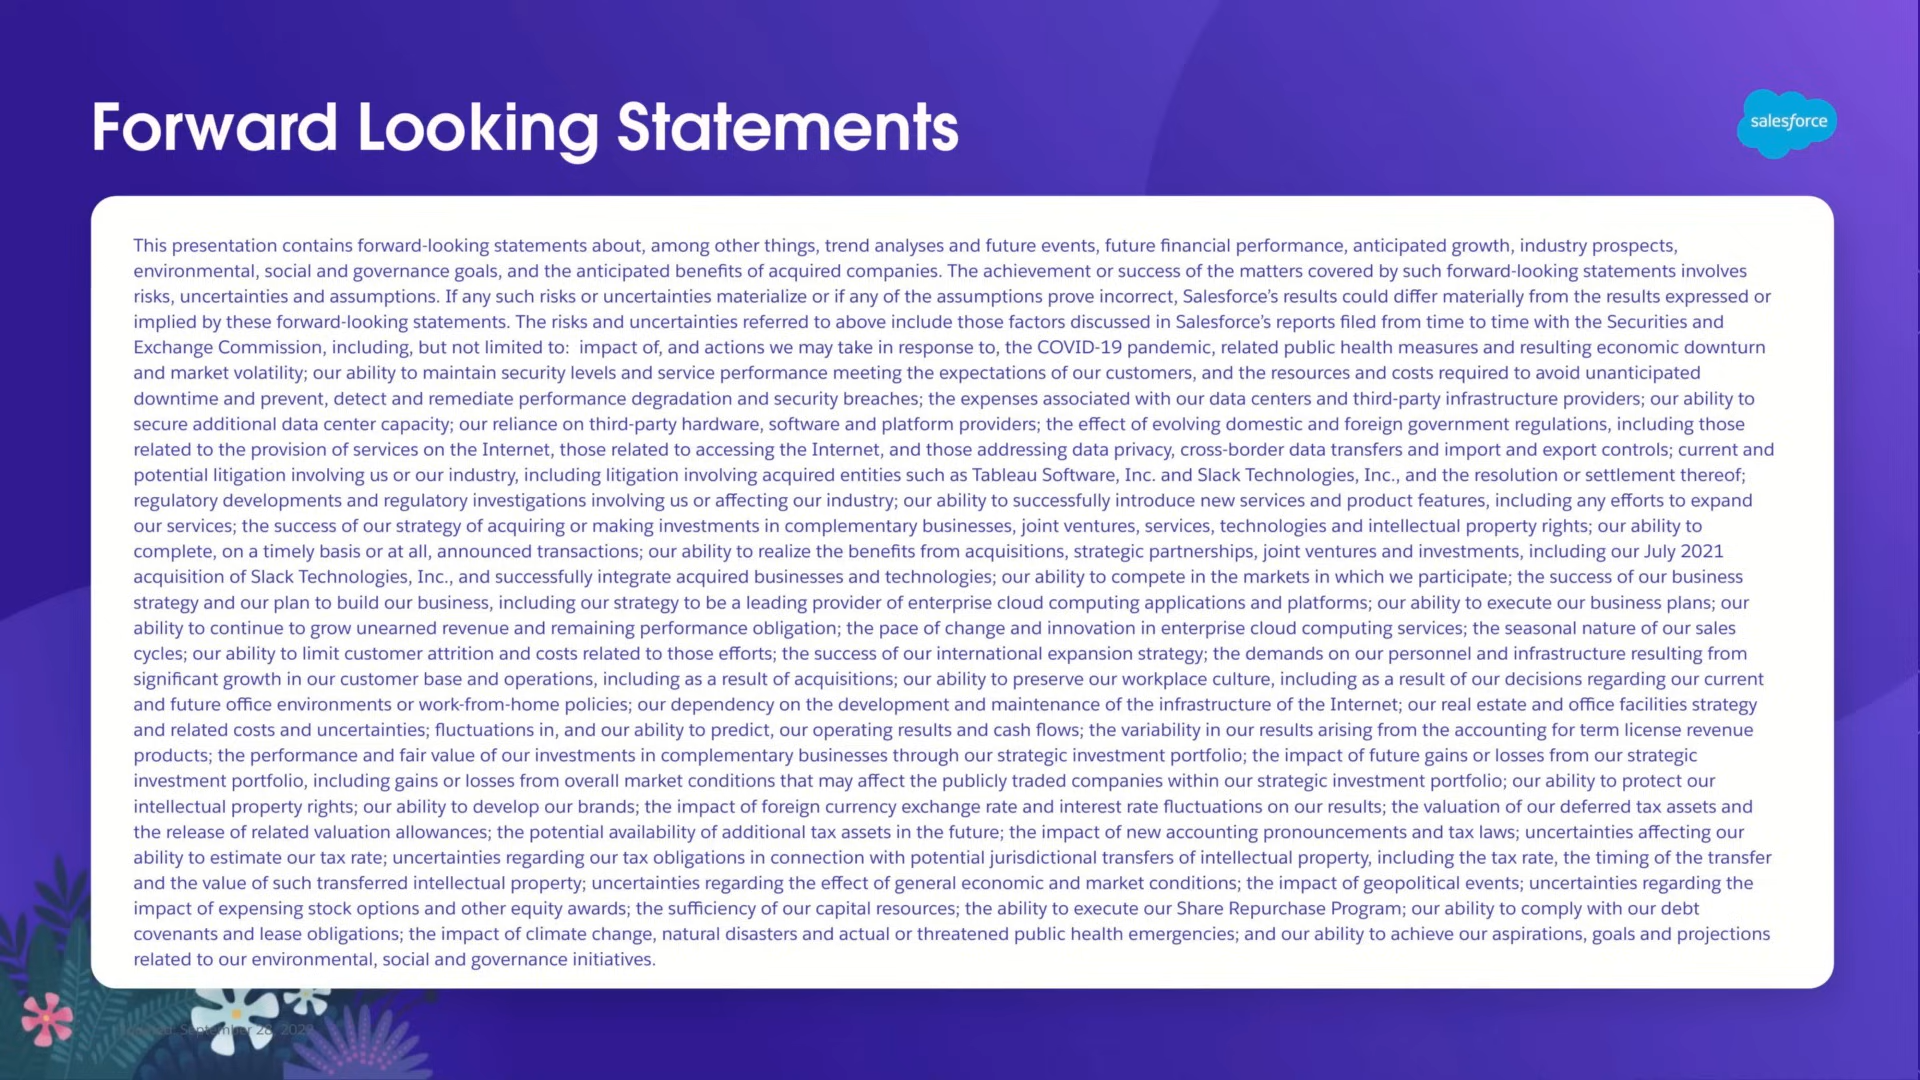 Forward Looking Statements
salesforce
This presentation contains forward-looking statements about, among other things, trend analyses and future events, future financial performance, anticipated growth, industry prospects,
environmental, social and governance goals, and the anticipated benefits of acquired companies. The achievement or success of the matters covered by such forward-looking statements involves
risks, uncertainties and assumptions. If any such risks or uncertainties materialize or if any of the assumptions prove incorrect, Salesforce’s results could differ materially from the results expressed or
implied by these forward-looking statements. The risks and uncertainties referred to above include those factors discussed in Salesforce’s reports filed from time to time with the Securities and
Exchange Commission, including, but not limited to:  impact of, and actions we may take in response to, the COVID-19 pandemic, related public health measures and resulting economic downturn
and market volatility; our ability to maintain security levels and service performance meeting the expectations of our customers, and the resources and costs required to avoid unanticipated
downtime and prevent, detect and remediate performance degradation and security breaches; the expenses associated with our data centers and third-party infrastructure providers; our ability to
secure additional data center capacity; our reliance on third-party hardware, software and platform providers; the effect of evolving domestic and foreign government regulations, including those
related to the provision of services on the Internet, those related to accessing the Internet, and those addressing data privacy, cross-border data transfers and import and export controls; current and
potential litigation involving us or our industry, including litigation involving acquired entities such as Tableau Software, Inc. and Slack Technologies, Inc., and the resolution or settlement thereof;
regulatory developments and regulatory investigations involving us or affecting our industry; our ability to successfully introduce new services and product features, including any efforts to expand
our services; the success of our strategy of acquiring or making investments in complementary businesses, joint ventures, services, technologies and intellectual property rights; our ability to
complete, on a timely basis or at all, announced transactions; our ability to realize the benefits from acquisitions, strategic partnerships, joint ventures and investments, including our July 2021
acquisition of Slack Technologies, Inc., and successfully integrate acquired businesses and technologies; our ability to compete in the markets in which we participate; the success of our business
strategy and our plan to build our business, including our strategy to be a leading provider of enterprise cloud computing applications and platforms; our ability to execute our business plans; our
ability to continue to grow unearned revenue and remaining performance obligation; the pace of change and innovation in enterprise cloud computing services; the seasonal nature of our sales
cycles; our ability to limit customer attrition and costs related to those efforts; the success of our international expansion strategy; the demands on our personnel and infrastructure resulting from
significant growth in our customer base and operations, including as a result of acquisitions; our ability to preserve our workplace culture, including as a result of our decisions regarding our current
and future office environments or work-from-home policies; our dependency on the development and maintenance of the infrastructure of the Internet; our real estate and office facilities strategy
and related costs and uncertainties; fluctuations in, and our ability to predict, our operating results and cash flows; the variability in our results arising from the accounting for term license revenue
products; the performance and fair value of our investments in complementary businesses through our strategic investment portfolio; the impact of future gains or losses from our strategic
investment portfolio, including gains or losses from overall market conditions that may affect the publicly traded companies within our strategic investment portfolio; our ability to protect our
intellectual property rights; our ability to develop our brands; the impact of foreign currency exchange rate and interest rate fluctuations on our results; the valuation of our deferred tax assets and
the release of related valuation allowances; the potential availability of additional tax assets in the future; the impact of new accounting pronouncements and tax laws; uncertainties affecting our
ability to estimate our tax rate; uncertainties regarding our tax obligations in connection with potential jurisdictional transfers of intellectual property, including the tax rate, the timing of the transfer
and the value of such transferred intellectual property; uncertainties regarding the effect of general economic and market conditions; the impact of geopolitical events; uncertainties regarding the
impact of expensing stock options and other equity awards; the sufficiency of our capital resources; the ability to execute our Share Repurchase Program; our ability to comply with our debt
covenants and lease obligations; the impact of climate change, natural disasters and actual or threatened public health emergencies; and our ability to achieve our aspirations, goals and projections
related to our environmental, social and governance initiatives.
September